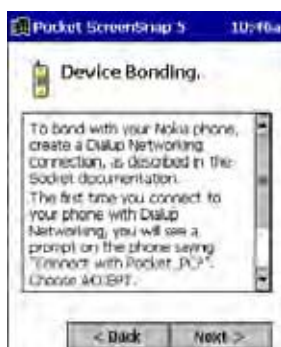 Pocket ScreenSnap 5 10:46a
Device Bonding.
To bond with your Nokia phone,
create a Dialup Networking
connection, as described in the
Socket documentation.
The first time you connect to
your phone with Dialup
Networking, you will see a
prompt on the phone saying
"Connect with Pocket_PC?".
Choose ACCEPT.
< Back Next >